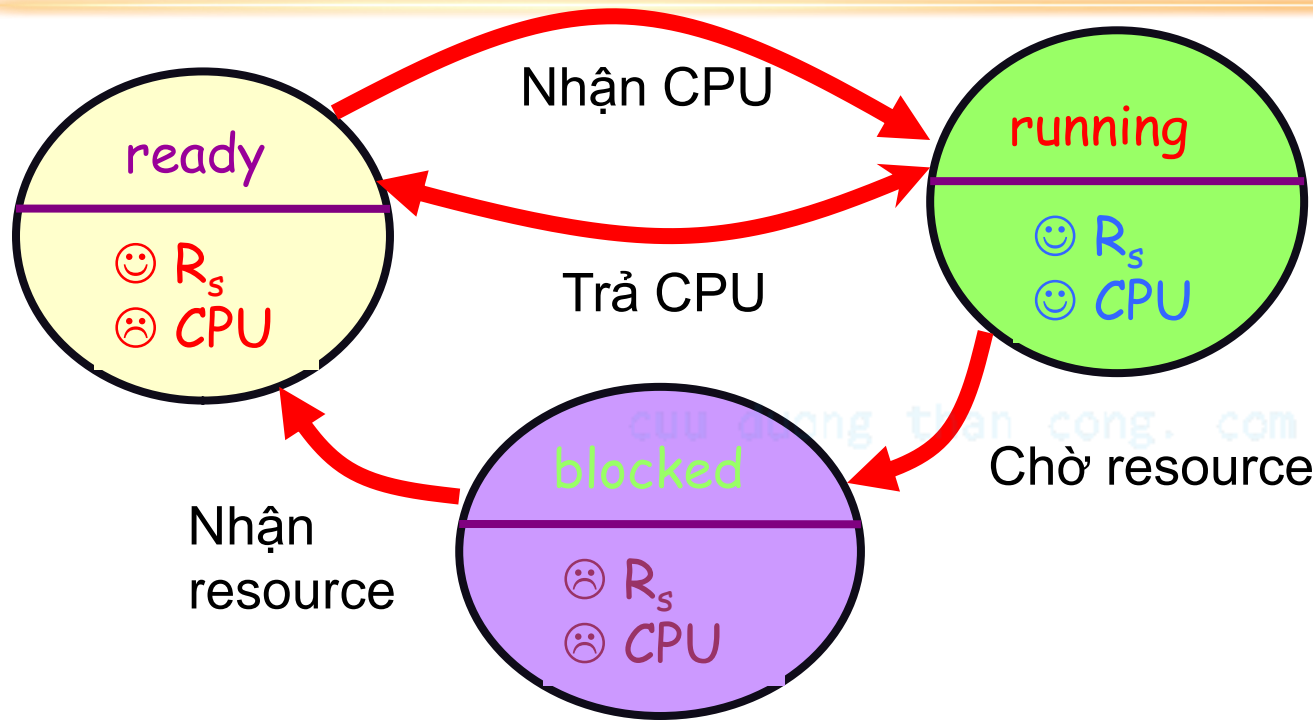 Nhận CPU
ready
running
☺ Rs
☹ CPU
☺ Rs
☺ CPU
Trả CPU
cuu duong than cong. com
blocked
Chờ resource
Nhận
resource
☹ Rs
☹ CPU